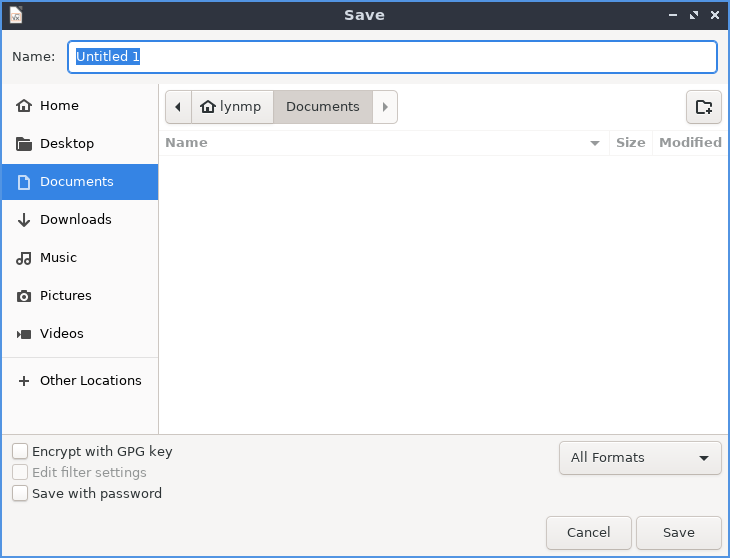 Save
Name: Untitled 1
Home
Desktop
Documents
Downloads
Music
Pictures
Videos
Other Locations
lynmp Documents
Name Size Modified
Encrypt with GPG key
Edit filter settings
Save with password
All Formats
Cancel Save